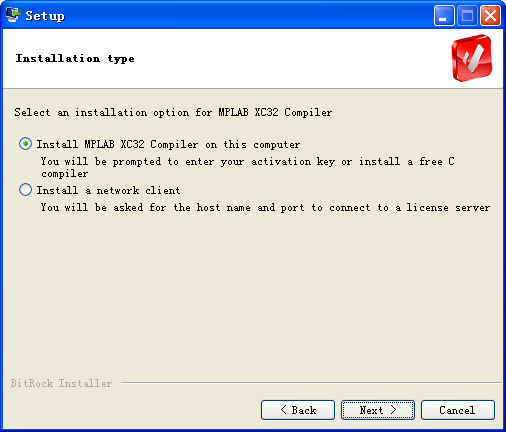 Setup
Installation type
Select an installation option for MPLAB XC32 Compiler
Install MPLAB XC32 Compiler on this computer
You will be prompted to enter your activation key or install a free C
compiler
Install a network client
You will be asked for the host name and port to connect to a license server
BitRock Installer
< Back
Next >
Cancel